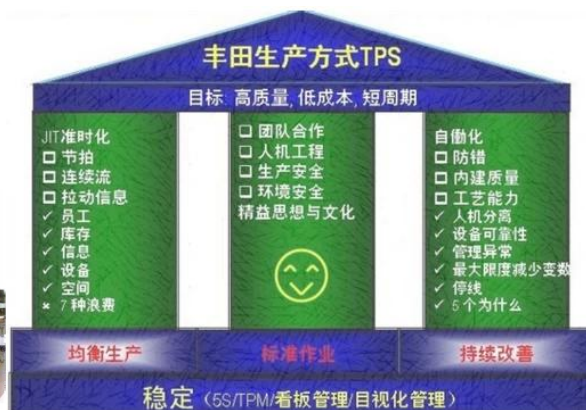 丰田生产方式TPS
目标: 高质量, 低成本, 短周期
JIT准时化
□ 节拍
□ 连续流
□ 拉动信息
✓ 员工
✓ 库存
✓ 信息
✓ 设备
✓ 空间
× 7种浪费
□ 团队合作
□ 人机工程
□ 生产安全
□ 环境安全
精益思想与文化
自働化
□ 防错
□ 内建质量
□ 工艺能力
✓ 人机分离
✓ 设备可靠性
✓ 管理异常
✓ 最大限度减少变数
✓ 停线
✓ 5个为什么
均衡生产
标准作业
持续改善
稳定（5S/TPM/看板管理/目视化管理）